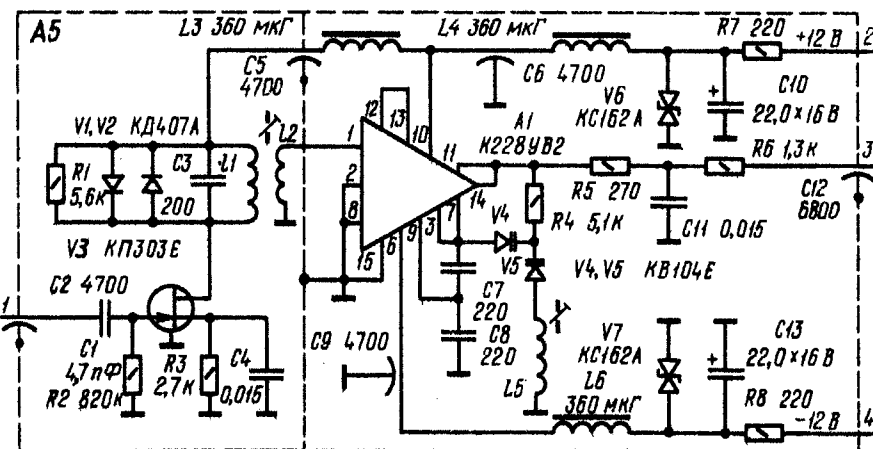 A5
L3 360 мкГ
L4 360 мкГ
R7 220
+12 В
2
C5
4700
C6 4700
V6
КС162А
C10
22,0×16 В
+
V1, V2 КД407А
L2
12
13
10
A1
К228УВ2
R1
5,6к
C3
200
L1
1
2
8
15
6
9
3
7
11
14
R5 270
R6 1,3к
3
C12
6800
R4 5,1к
C11 0,015
V4
V5
V4, V5 КВ104Е
V3 КП303Е
C2 4700
1
C1
4,7пФ
R2 820к
R3
2,7к
C4
0,015
C9 4700
C7
220
C8
220
L5
V7
КС162А
L6
360 мкГ
C13
22,0×16 В
+
R8 220
-12 В
4